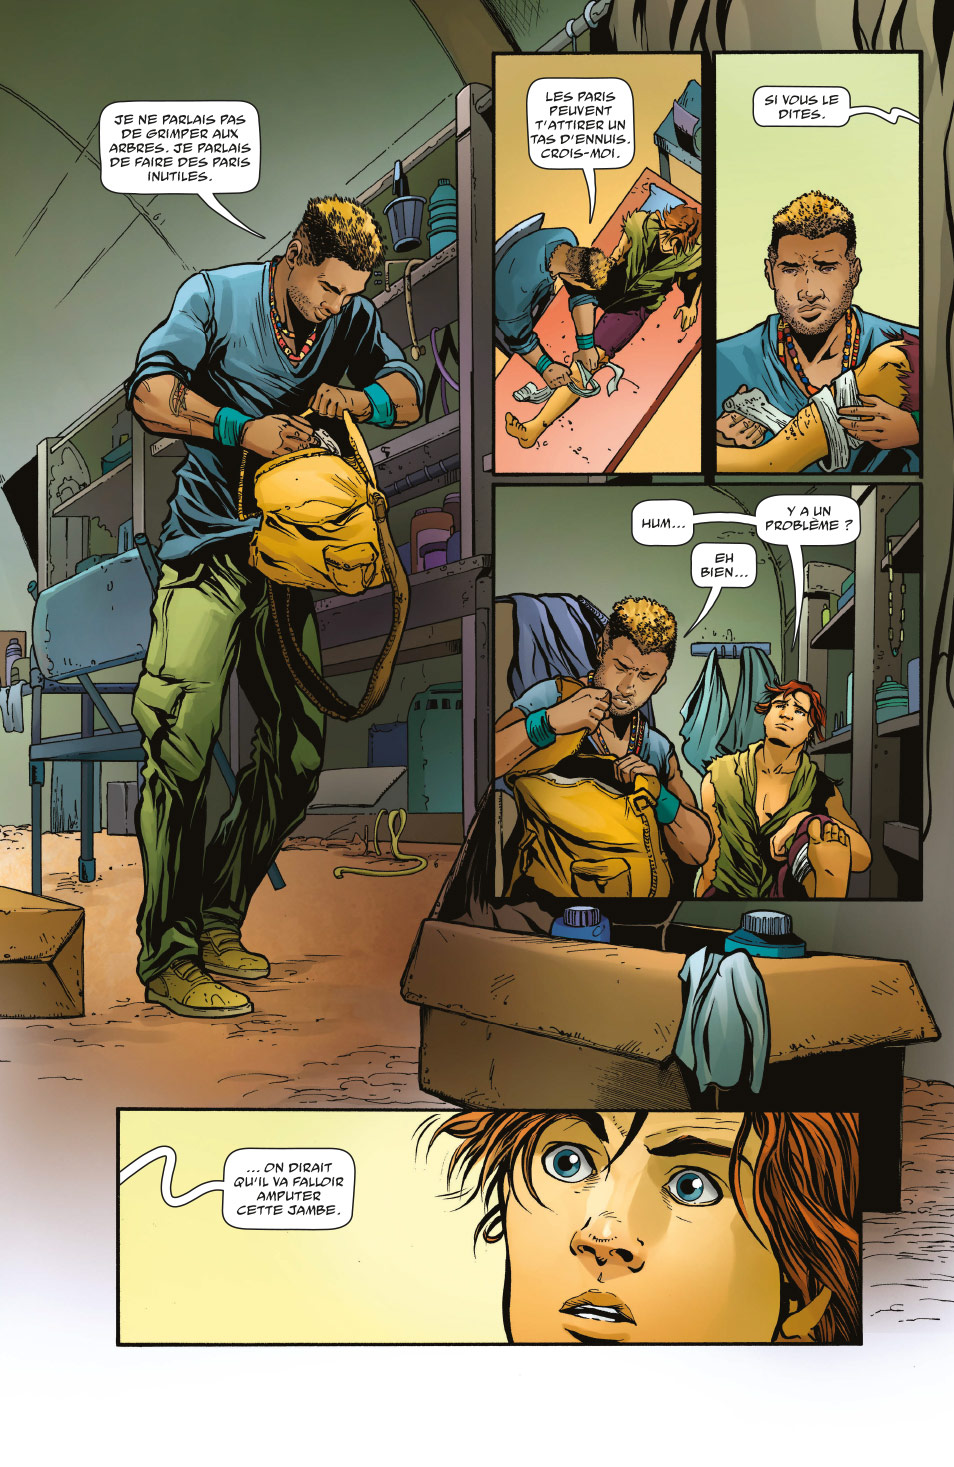 JE NE PARLAIS PAS
DE GRIMPER AUX
ARBRES. JE PARLAIS
DE FAIRE DES PARIS
INUTILES.
LES PARIS
PEUVENT
T'ATTIRER UN
TAS D'ENNUIS.
CROIS-MOI.
SI VOUS LE
DITES.
HUM...
Y A UN
PROBLÈME ?
EH
BIEN...
... ON DIRAIT
QU'IL VA FALLOIR
AMPUTER
CETTE JAMBE.